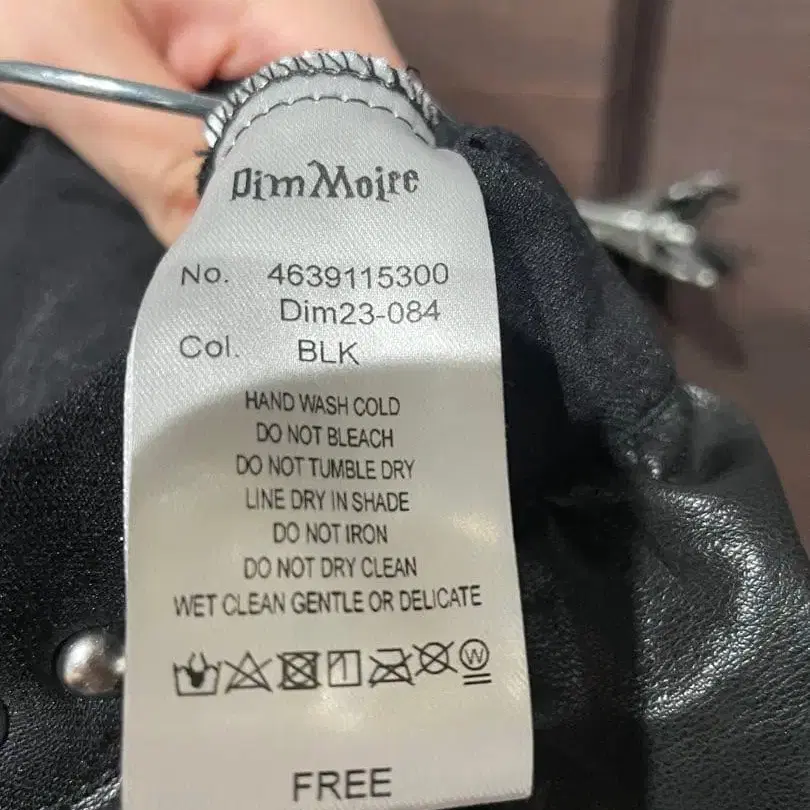 Dim Moire
No. 4639115300
Dim23-084
Col. BLK
HAND WASH COLD
DO NOT BLEACH
DO NOT TUMBLE DRY
LINE DRY IN SHADE
DO NOT IRON
DO NOT DRY CLEAN
WET CLEAN GENTLE OR DELICATE
W
FREE